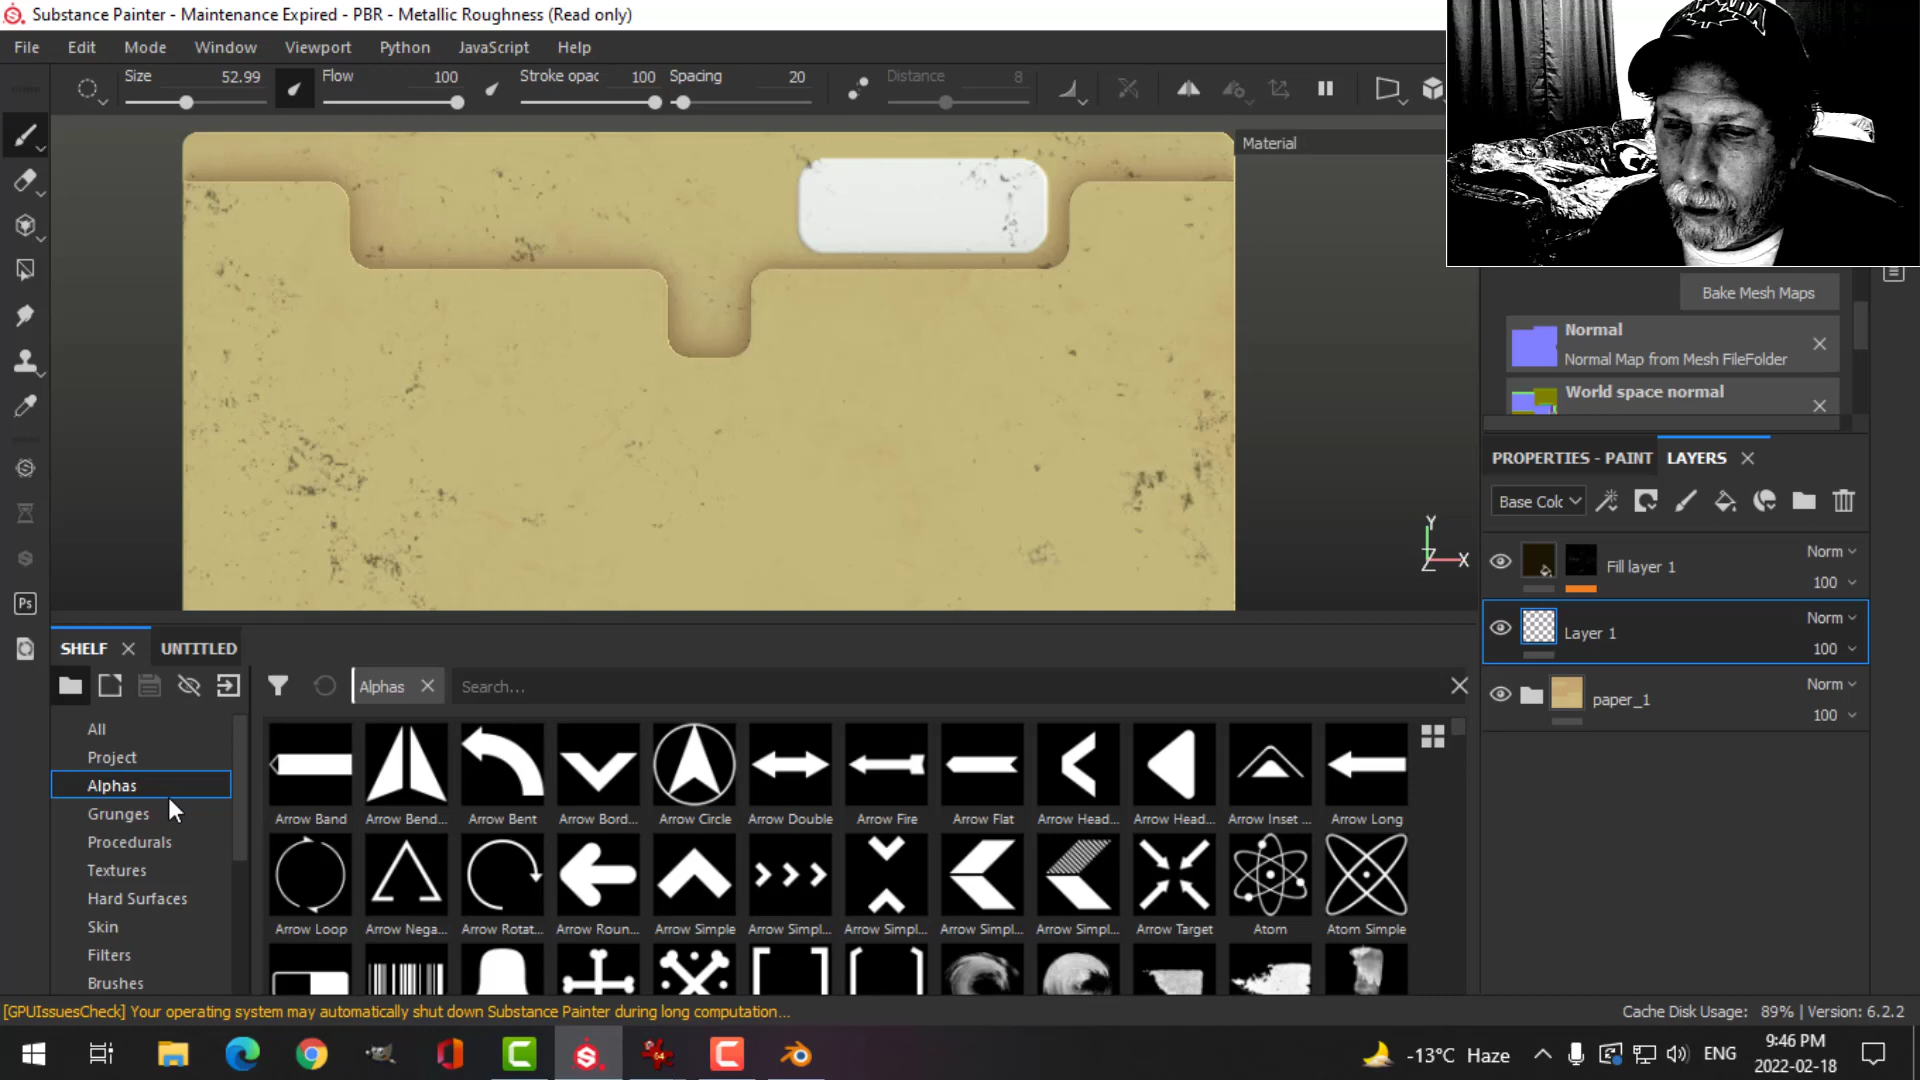 Substance Painter - Maintenance Expired - PBR - Metallic Roughness (Read only)
File Edit Mode Window Viewport Python JavaScript Help
Size 52.99 Flow 100 Stroke opac 100 Spacing 20 Distance 8
Material
Bake Mesh Maps
Normal
Normal Map from Mesh FileFolder
World space normal
PROPERTIES - PAINT LAYERS
Base Colc
Norm
Fill layer 1
100
Norm
Layer 1
100
Norm
paper_1
100
Y
Z X
SHELF UNTITLED
Alphas Search...
All
Project
Alphas
Grunges
Procedurals
Textures
Hard Surfaces
Skin
Filters
Brushes
Arrow Band Arrow Bend... Arrow Bent Arrow Bord... Arrow Circle Arrow Double Arrow Fire Arrow Flat Arrow Head... Arrow Head... Arrow Inset ... Arrow Long
Arrow Loop Arrow Nega... Arrow Rotat... Arrow Roun... Arrow Simple Arrow Simpl... Arrow Simpl... Arrow Simpl... Arrow Simpl... Arrow Target Atom Atom Simple
Ps
[GPUIssuesCheck] Your operating system may automatically shut down Substance Painter during long computation...
Cache Disk Usage: 89% | Version: 6.2.2
-13°C Haze ENG 9:46 PM
2022-02-18